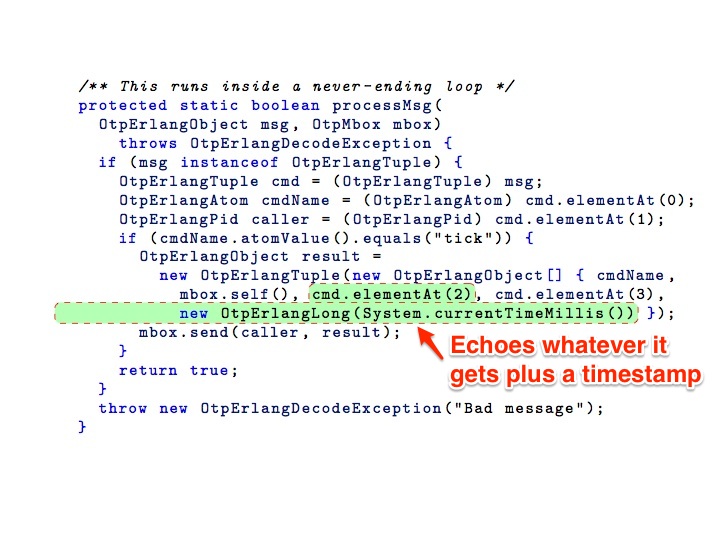 /** This runs inside a never-ending loop */
protected static boolean processMsg(
  OtpErlangObject msg, OtpMbox mbox)
    throws OtpErlangDecodeException {
  if (msg instanceof OtpErlangTuple) {
    OtpErlangTuple cmd = (OtpErlangTuple) msg;
    OtpErlangAtom cmdName = (OtpErlangAtom) cmd.elementAt(0);
    OtpErlangPid caller = (OtpErlangPid) cmd.elementAt(1);
    if (cmdName.atomValue().equals("tick")) {
      OtpErlangObject result =
        new OtpErlangTuple(new OtpErlangObject[] { cmdName,
          mbox.self(), cmd.elementAt(2), cmd.elementAt(3),
          new OtpErlangLong(System.currentTimeMillis()) });
      mbox.send(caller, result);
    }
    return true;
  }
  throw new OtpErlangDecodeException("Bad message");
}
Echoes whatever it
gets plus a timestamp